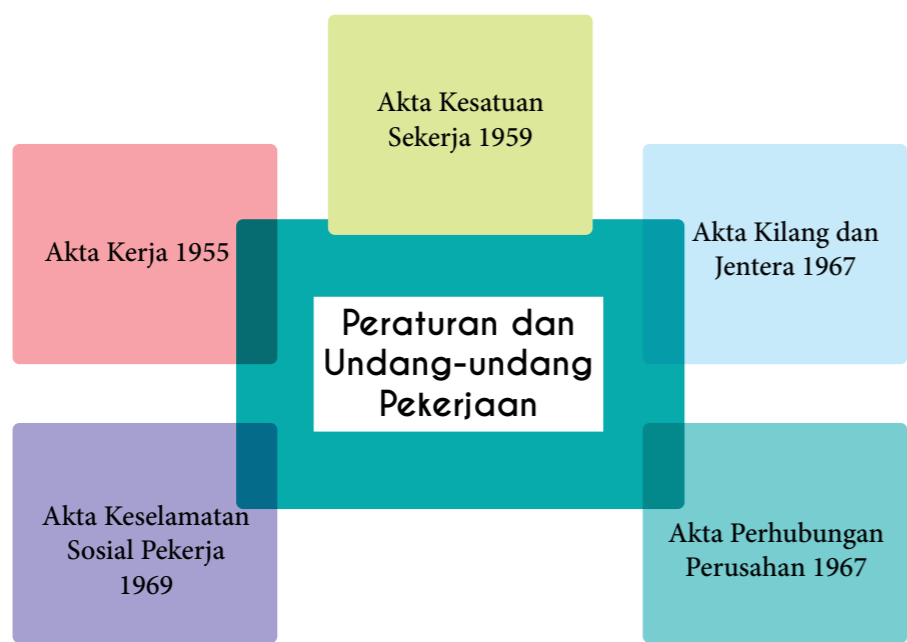 Akta Kesatuan
Sekerja 1959
Akta Kerja 1955
Akta Kilang dan
Jentera 1967
Peraturan dan
Undang-undang
Pekerjaan
Akta Keselamatan
Sosial Pekerja
1969
Akta Perhubungan
Perusahan 1967